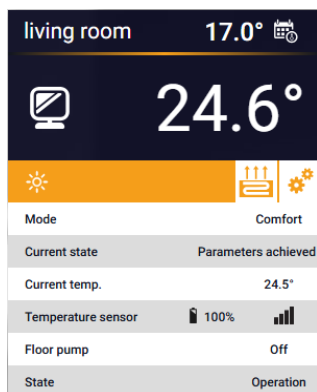 living room 17.0°
24.6°
Mode Comfort
Current state Parameters achieved
Current temp. 24.5°
Temperature sensor 100%
Floor pump Off
State Operation